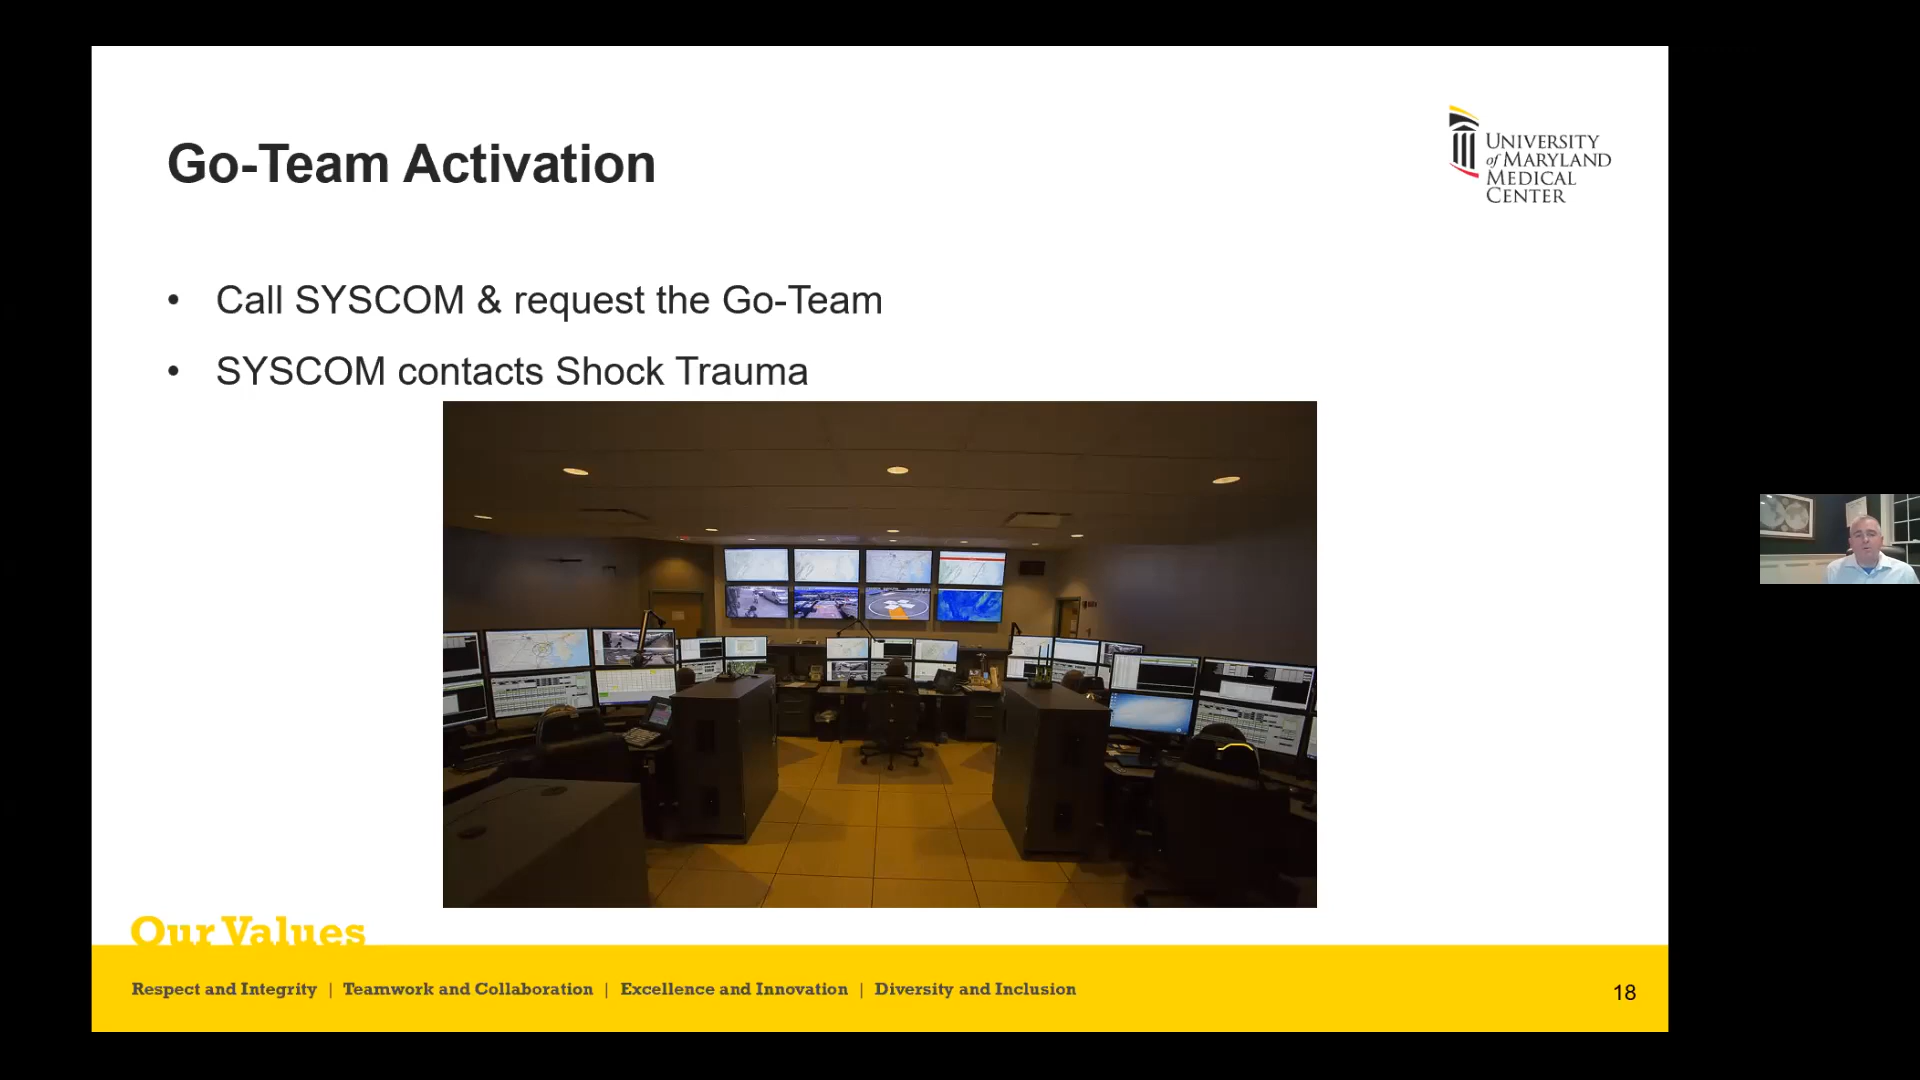 Go-Team Activation
UNIVERSITY
of MARYLAND
MEDICAL
CENTER
• Call SYSCOM & request the Go-Team
• SYSCOM contacts Shock Trauma
Our Values
Respect and Integrity | Teamwork and Collaboration | Excellence and Innovation | Diversity and Inclusion
18